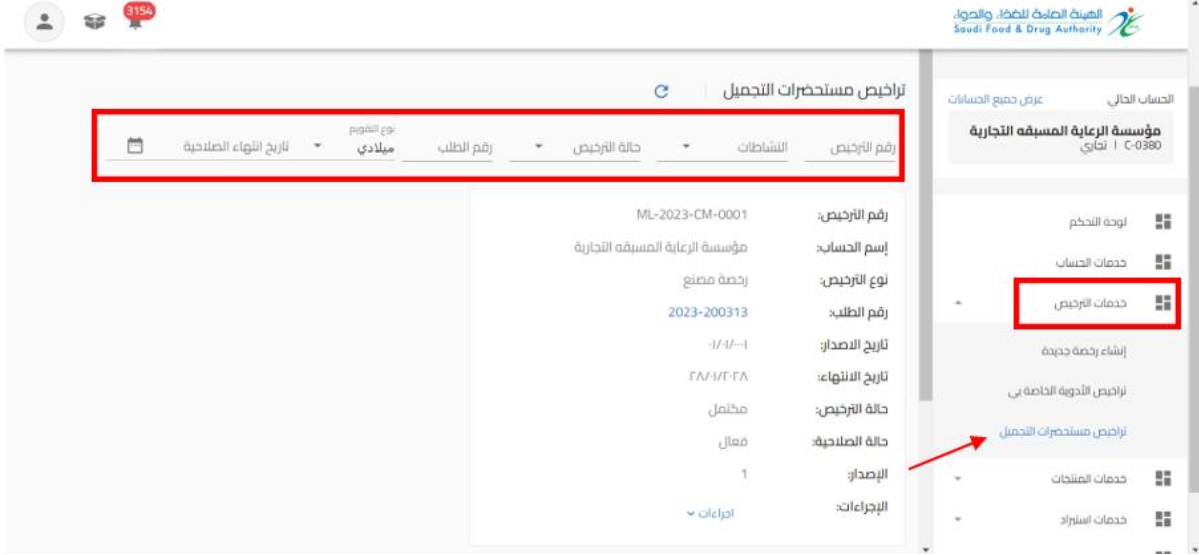 3154
الهيئة العامة للغذاء والدواء
Saudi Food & Drug Authority
الحساب الحالي
عرض جميع الحسابات
مؤسسة الرعاية المسبقه التجارية
C-0380 | تجاري
لوحة التحكم
خدمات الحساب
خدمات الترخيص
إنشاء رخصة جديدة
تراخيص الأدوية الخاصة بي
تراخيص مستحضرات التجميل
خدمات المنتجات
خدمات استيراد
تراخيص مستحضرات التجميل
رقم الترخيص
النشاطات
حالة الترخيص
رقم الطلب
نوع التقويم
ميلادي
تاريخ انتهاء الصلاحية
رقم الترخيص: ML-2023-CM-0001
إسم الحساب: مؤسسة الرعاية المسبقه التجارية
نوع الترخيص: رخصة مصنع
رقم الطلب: 2023-200313
تاريخ الاصدار:
تاريخ الانتهاء:
حالة الترخيص: مكتمل
حالة الصلاحية: فعال
الإصدار: 1
الإجراءات: اجراءات